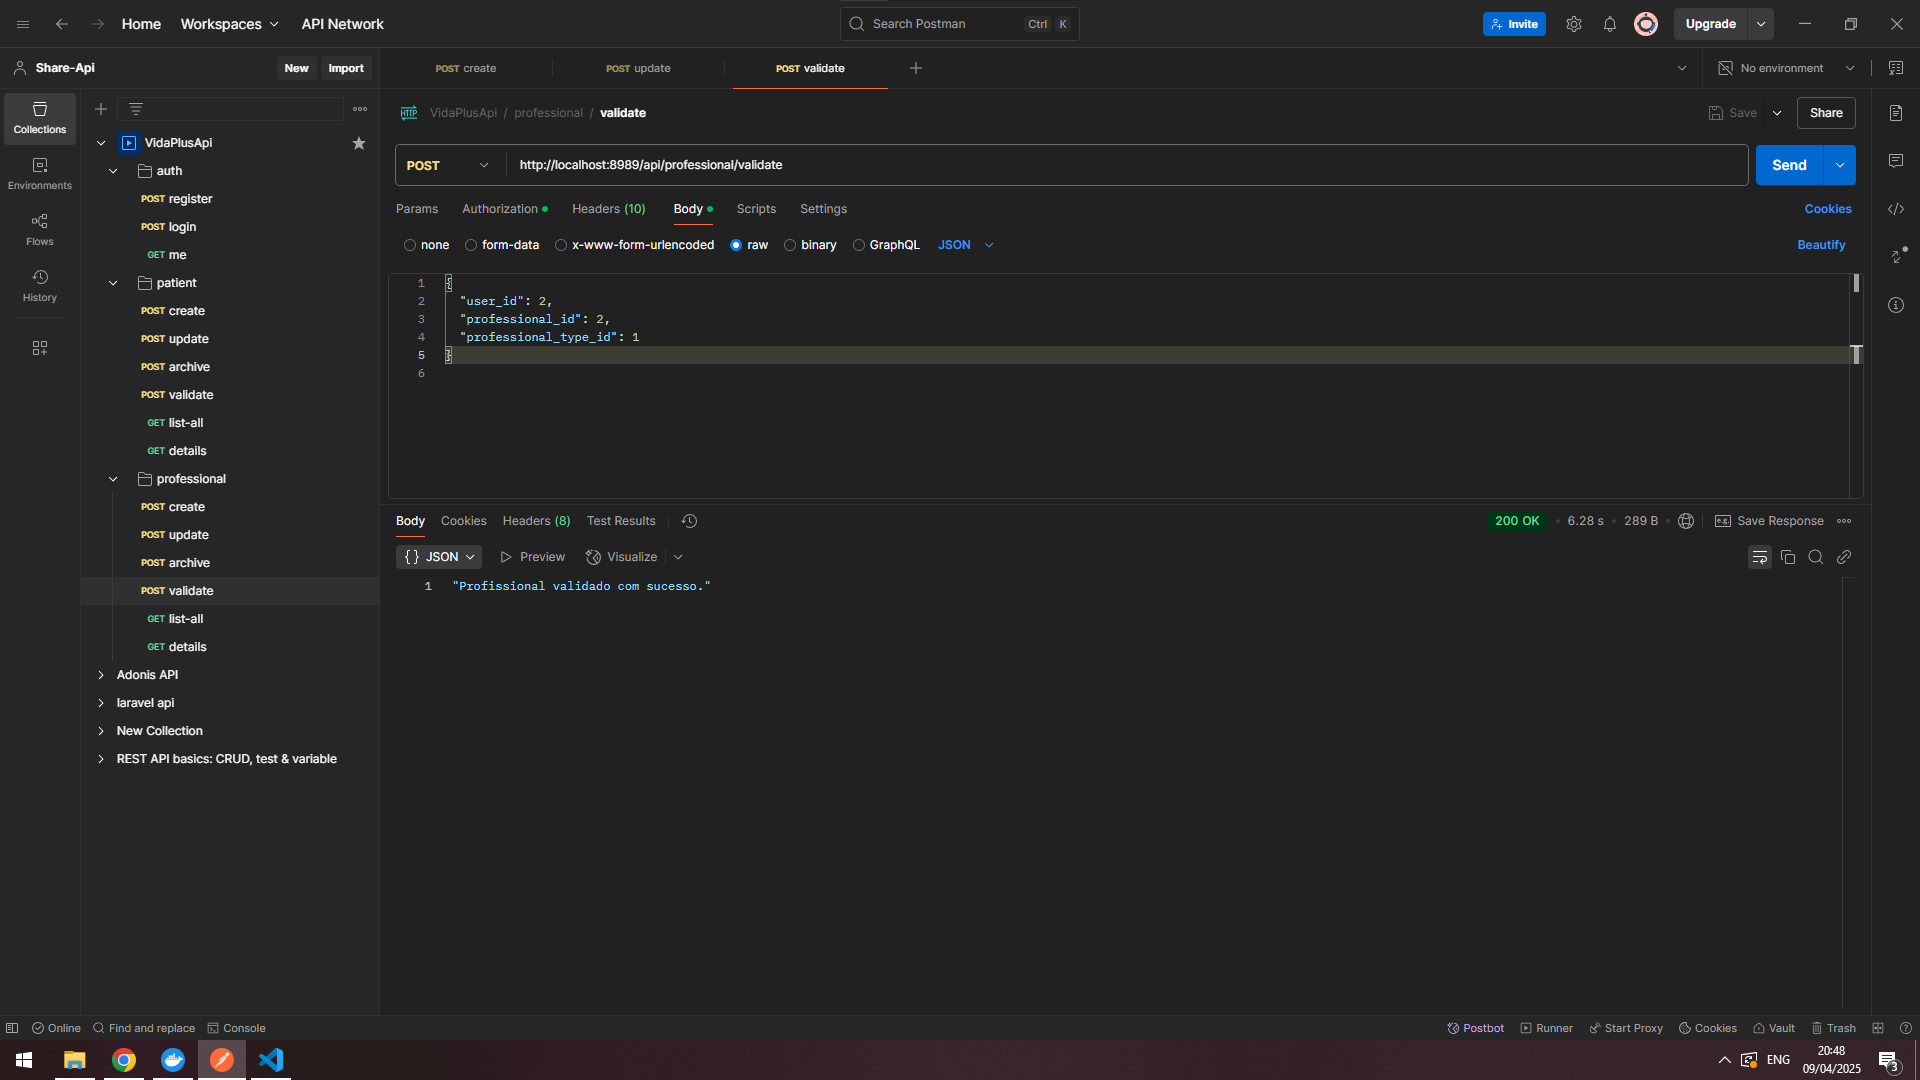 Home
Workspaces
API Network
Search Postman
Ctrl K
Invite
Upgrade
Share-Api
New
Import
POST create
POST update
POST validate
No environment
Collections
Environments
Flows
History
VidaPlusApi
auth
POST register
POST login
GET me
patient
POST create
POST update
POST archive
POST validate
GET list-all
GET details
professional
POST create
POST update
POST archive
POST validate
GET list-all
GET details
Adonis API
laravel api
New Collection
REST API basics: CRUD, test & variable
HTTP VidaPlusApi / professional / validate
Save
Share
POST http://localhost:8989/api/professional/validate
Send
Params Authorization Headers (10) Body Scripts Settings
Cookies
none form-data x-www-form-urlencoded raw binary GraphQL JSON
Beautify
1 {
2 "user_id": 2,
3 "professional_id": 2,
4 "professional_type_id": 1
5 }
6
Body Cookies Headers (8) Test Results
200 OK • 6.28 s • 289 B
e.g. Save Response
{} JSON Preview Visualize
1 "Profissional validado com sucesso."
Online Find and replace Console
Postbot Runner Start Proxy Cookies Vault Trash
ENG
20:48
09/04/2025
3